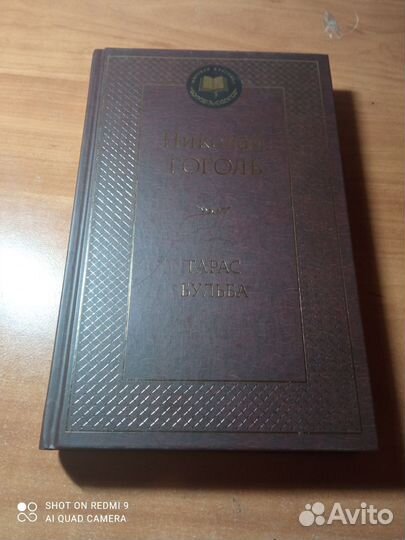 НИКОЛАЙ
ГОГОЛЬ
ТАРАС
БУЛЬБА
SHOT ON REDMI 9
AI QUAD CAMERA
Avito